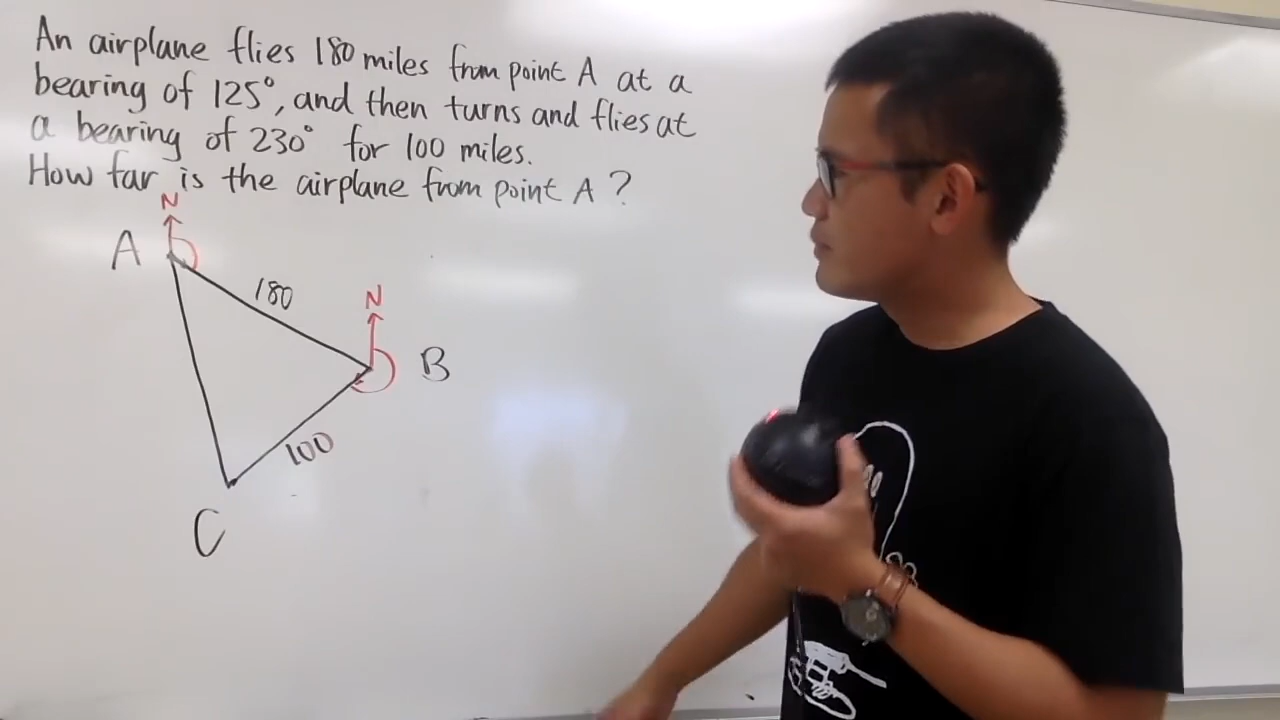 An airplane flies 180 miles from point A at a
bearing of 125°, and then turns and flies at
a bearing of 230° for 100 miles.
How far is the airplane from point A?
N
A
180
N
B
100
C